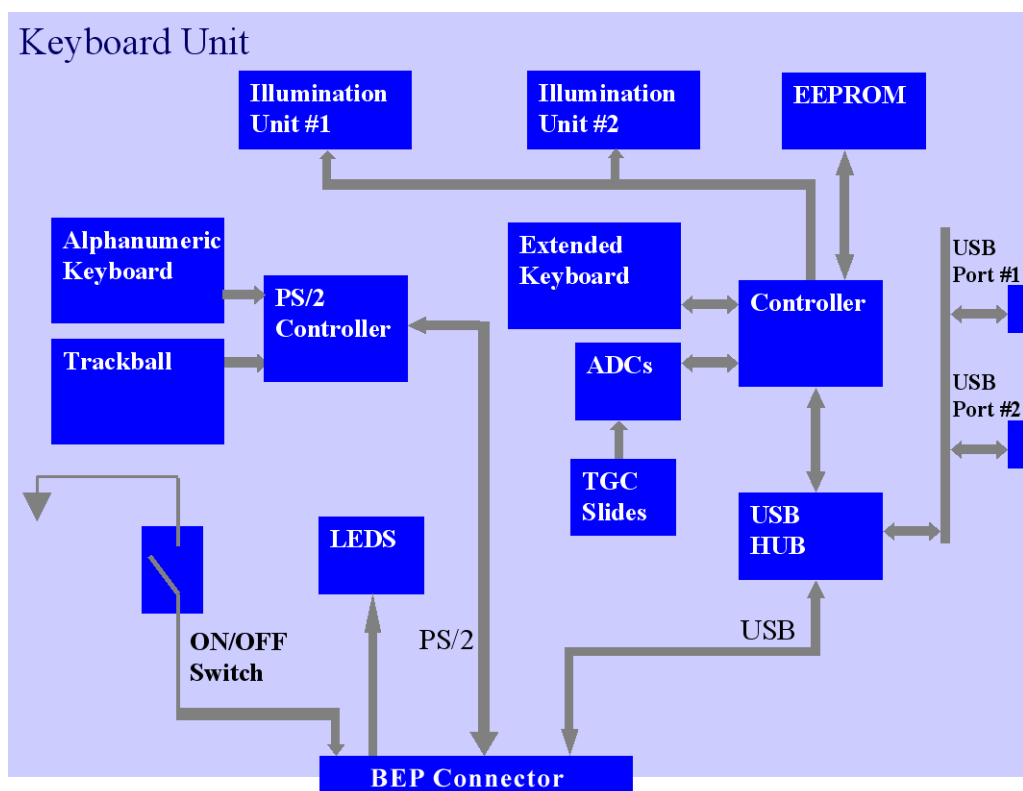 Keyboard Unit
Illumination
Unit #1
Illumination
Unit #2
EEPROM
Alphanumeric
Keyboard
PS/2
Controller
Extended
Keyboard
Controller
USB
Port #1
Trackball
ADCs
USB
Port #2
TGC
Slides
USB
HUB
LEDS
ON/OFF
Switch
PS/2
USB
BEP Connector